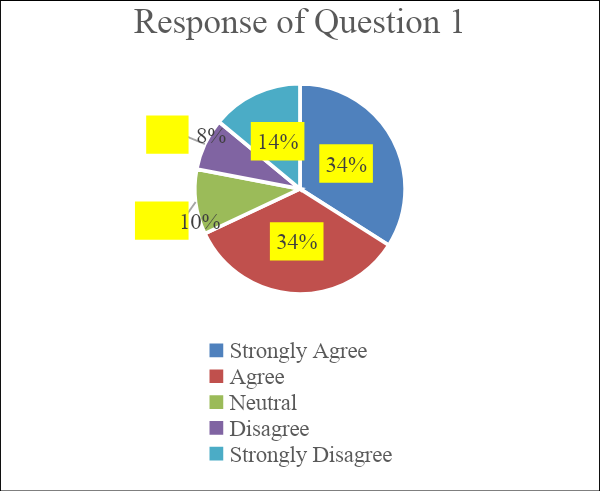 Response of Question 1
8%
14%
34%
10%
34%
Strongly Agree
Agree
Neutral
Disagree
Strongly Disagree